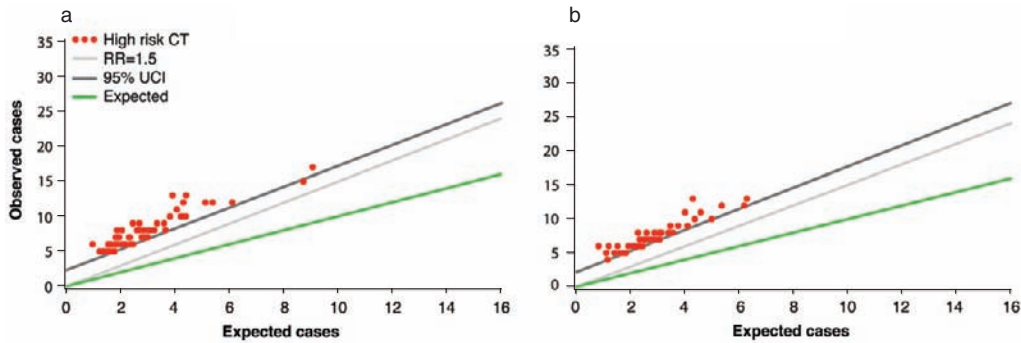 a
High risk CT
RR=1.5
95% UCI
Expected
35
30
25
20
15
10
5
0
Observed cases
0 2 4 6 8 10 12 14 16
Expected cases
b
35
30
25
20
15
10
5
0
0 2 4 6 8 10 12 14 16
Expected cases